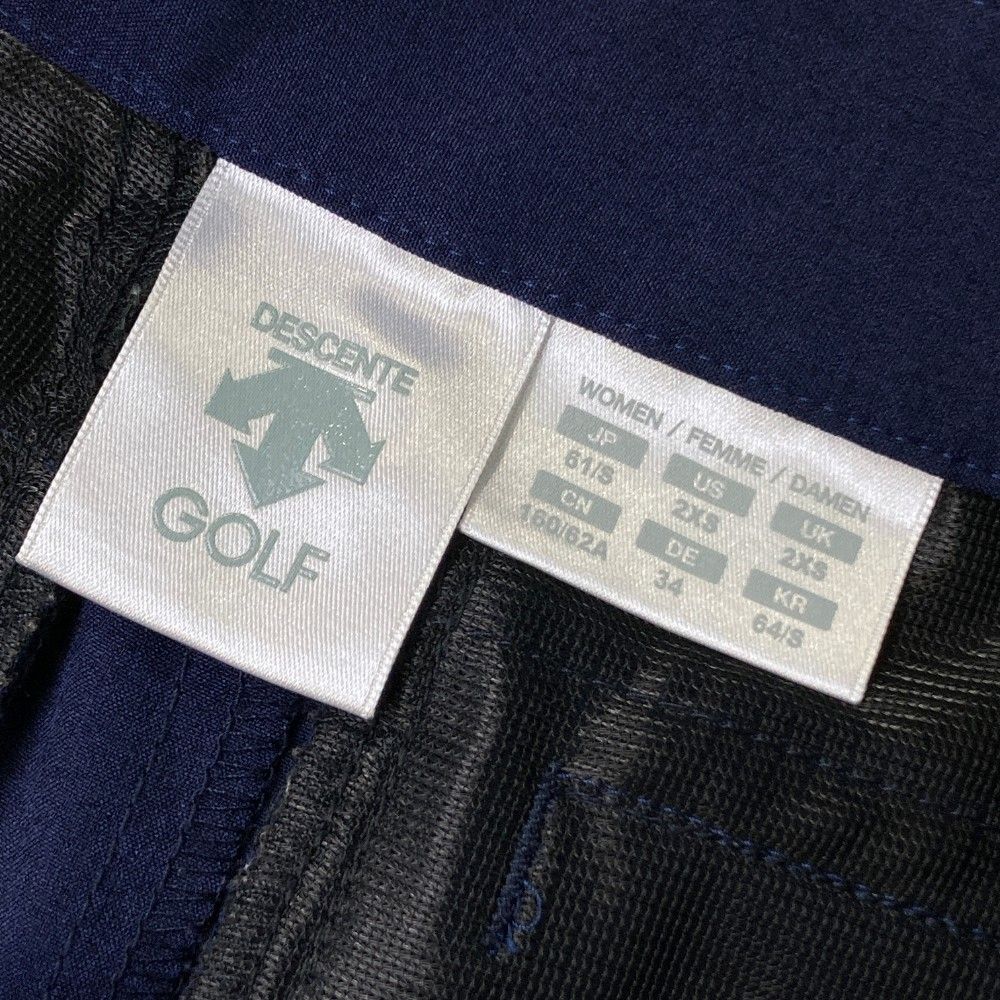 DESCENTE
GOLF
WOMEN / FEMME / DAMEN
JP US UK
61/S 2XS 2XS
CN DE KR
160/62A 34 64/S